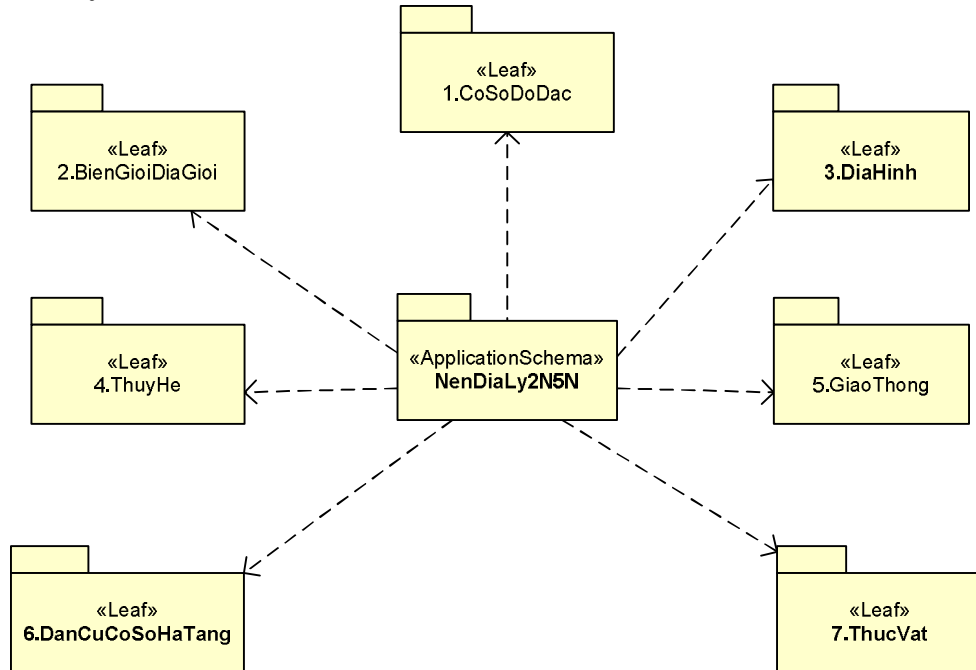 «Leaf»
1.CoSoDoDac
«Leaf»
2.BienGioiDiaGioi
«Leaf»
3.DiaHinh
«Leaf»
4.ThuyHe
«ApplicationSchema»
NenDiaLy2N5N
«Leaf»
5.GiaoThong
«Leaf»
6.DanCuCoSoHaTang
«Leaf»
7.ThucVat